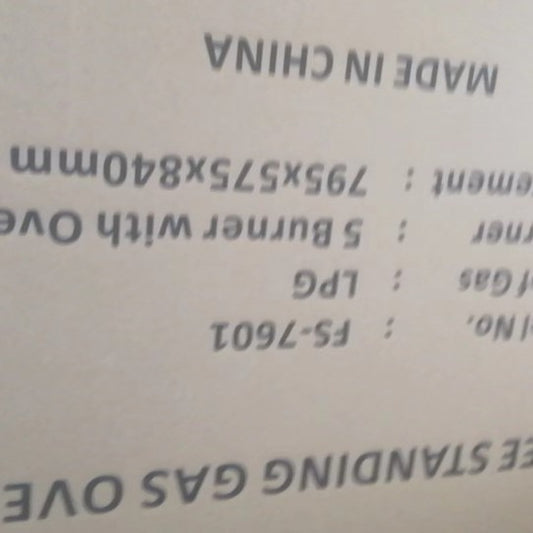 EE STANDING GAS OVE
l No. : FS-7601
f Gas : LPG
rner : 5 Burner with Ove
ement : 795x575x840mm
MADE IN CHINA